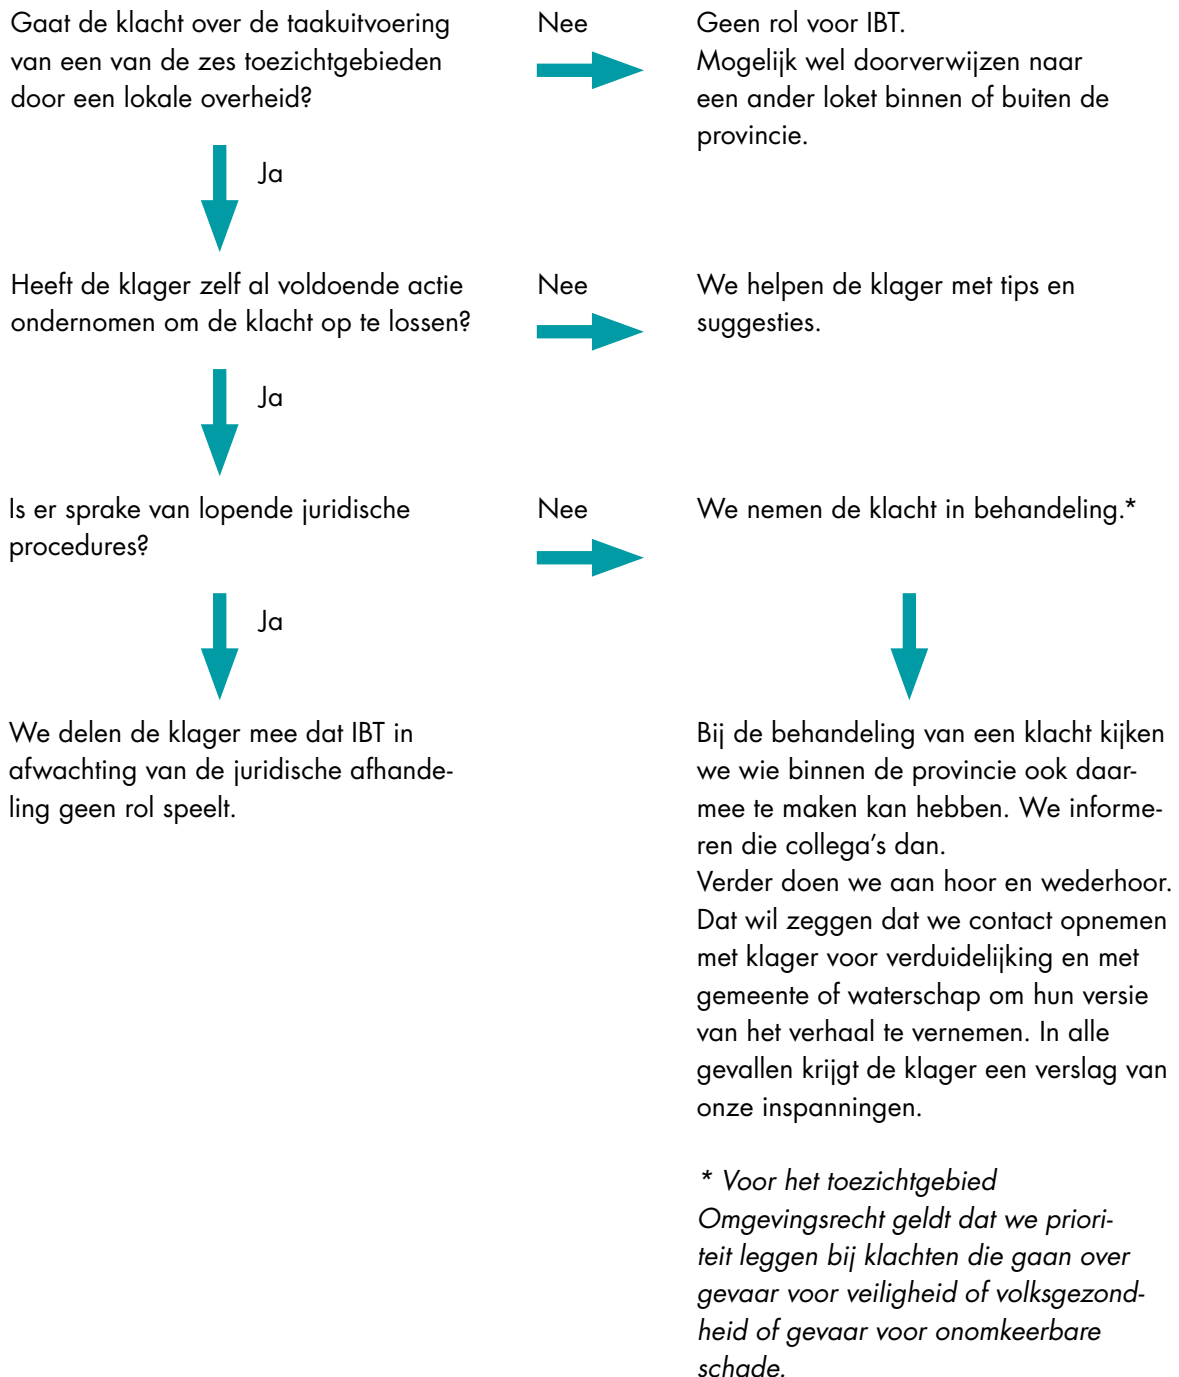 Gaat de klacht over de taakuitvoering
van een van de zes toezichtgebieden
door een lokale overheid?
Nee
Geen rol voor IBT.
Mogelijk wel doorverwijzen naar
een ander loket binnen of buiten de
provincie.
Ja
Heeft de klager zelf al voldoende actie
ondernomen om de klacht op te lossen?
Nee
We helpen de klager met tips en
suggesties.
Ja
Is er sprake van lopende juridische
procedures?
Nee
We nemen de klacht in behandeling.*
Ja
We delen de klager mee dat IBT in
afwachting van de juridische afhande-
ling geen rol speelt.
Bij de behandeling van een klacht kijken
we wie binnen de provincie ook daar-
mee te maken kan hebben. We informe-
ren die collega's dan.
Verder doen we aan hoor en wederhoor.
Dat wil zeggen dat we contact opnemen
met klager voor verduidelijking en met
gemeente of waterschap om hun versie
van het verhaal te vernemen. In alle
gevallen krijgt de klager een verslag van
onze inspanningen.
* Voor het toezichtgebied
Omgevingsrecht geldt dat we priori-
teit leggen bij klachten die gaan over
gevaar voor veiligheid of volksgezond-
heid of gevaar voor onomkeerbare
schade.